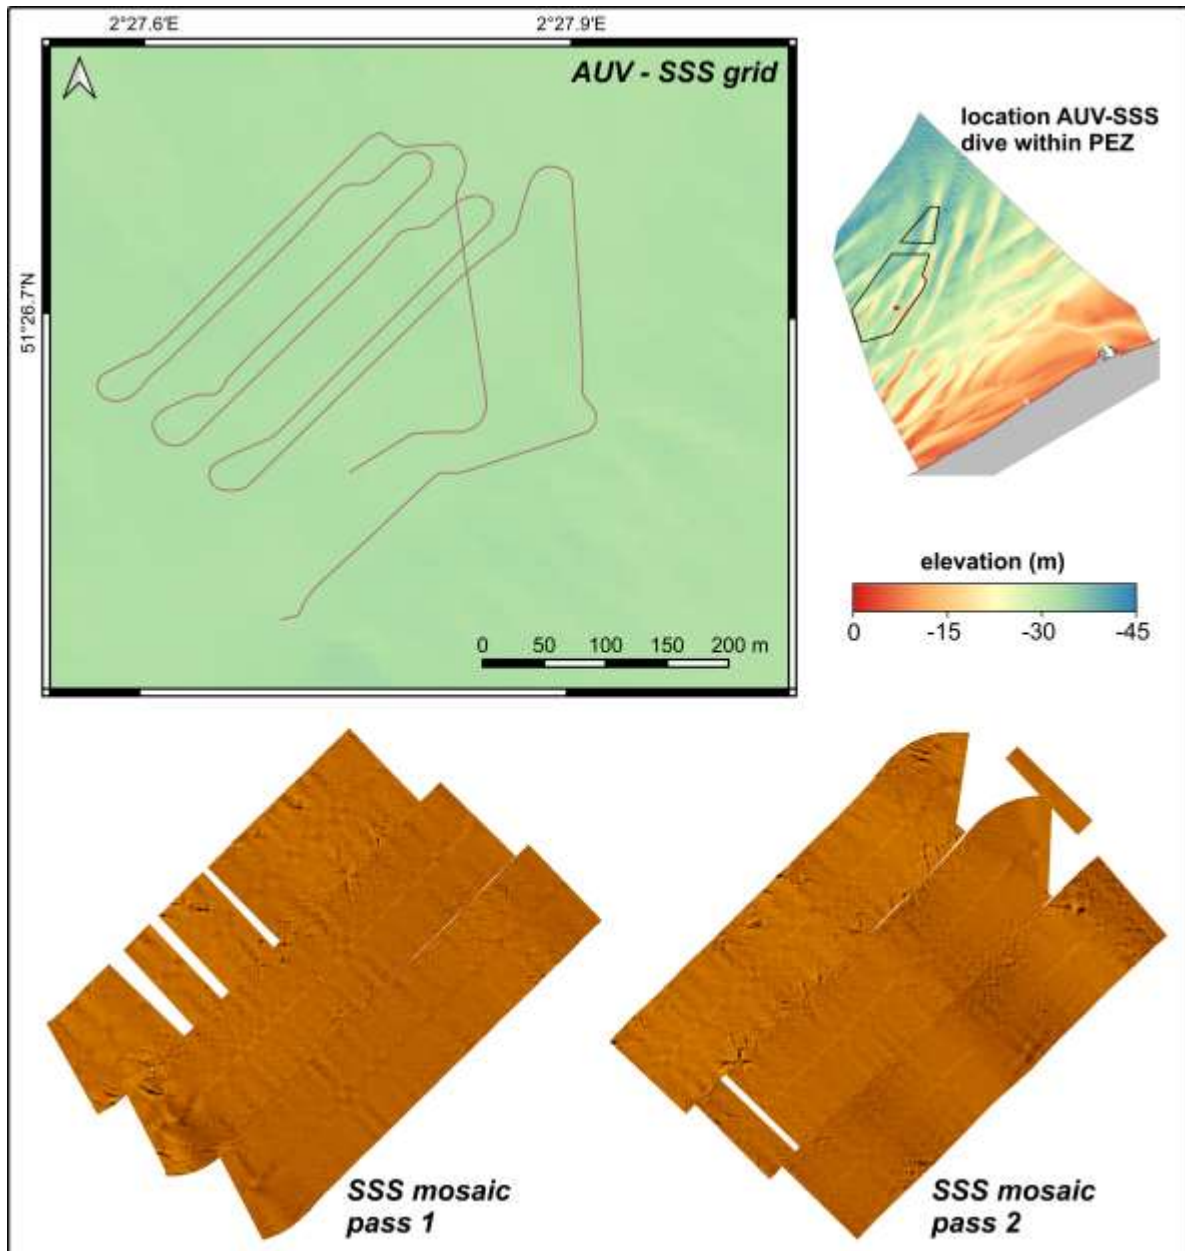 2°27.6'E
2°27.9'E
AUV - SSS grid
51°26.7'N
0 50 100 150 200 m
location AUV-SSS
dive within PEZ
elevation (m)
0 -15 -30 -45
SSS mosaic
pass 1
SSS mosaic
pass 2